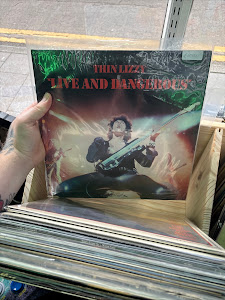 THIN LIZZY
"LIVE AND DANGEROUS"